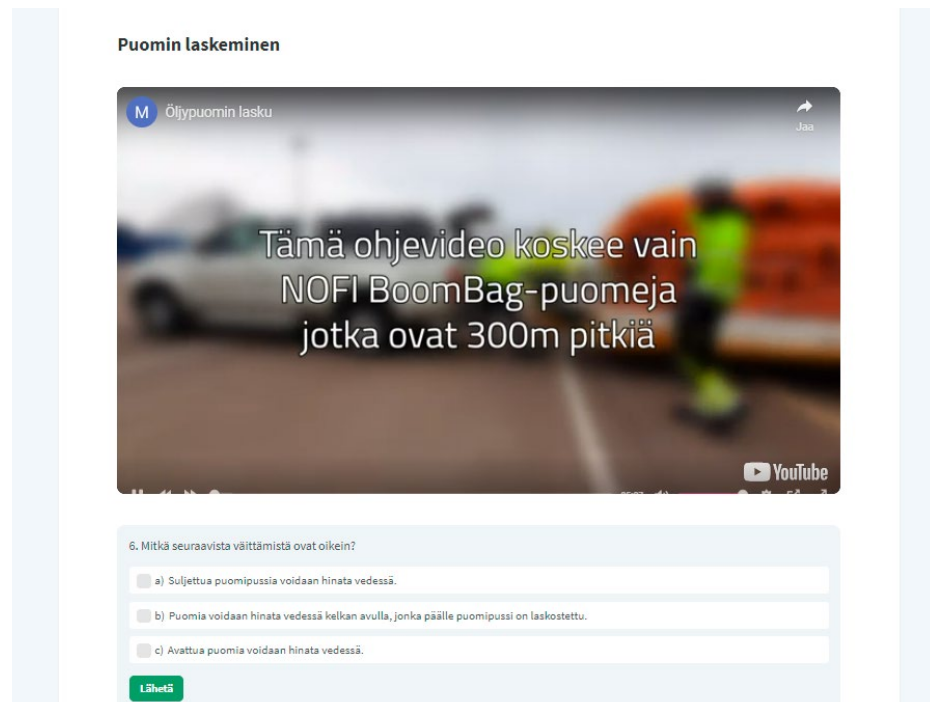 Puomin laskeminen
M Öljypuomin lasku
Jaa
Tämä ohjevideo koskee vain
NOFI BoomBag-puomeja
jotka ovat 300m pitkiä
YouTube
6. Mitkä seuraavista väittämistä ovat oikein?
a) Suljettua puomipussia voidaan hinata vedessä.
b) Puomia voidaan hinata vedessä kelkan avulla, jonka päälle puomipussi on laskostettu.
c) Avattua puomia voidaan hinata vedessä.
Lähetä